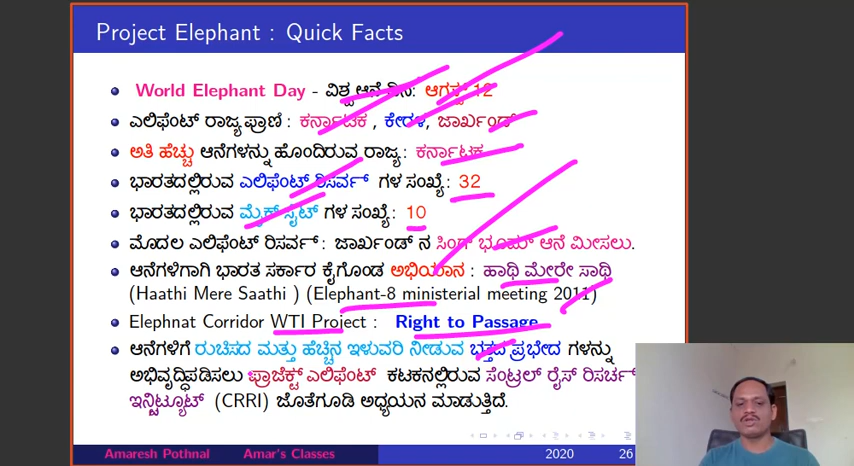 Project Elephant : Quick Facts
World Elephant Day - ವಿಶ್ವ ಆನೆ ದಿನ: ಆಗಸ್ಟ್ 12
ಎಲಿಫೆಂಟ್ ರಾಜ್ಯಪ್ರಾಣಿ : ಕರ್ನಾಟಕ , ಕೇರಳ, ಜಾರ್ಖಂಡ್
ಅತಿ ಹೆಚ್ಚು ಆನೆಗಳನ್ನು ಹೊಂದಿರುವ ರಾಜ್ಯ: ಕರ್ನಾಟಕ
ಭಾರತದಲ್ಲಿರುವ ಎಲಿಫೆಂಟ್ ರಿಸರ್ವ್ ಗಳ ಸಂಖ್ಯೆ: 32
ಭಾರತದಲ್ಲಿರುವ ಮೈಕ್ ಸೈಟ್ ಗಳ ಸಂಖ್ಯೆ: 10
ಮೊದಲ ಎಲಿಫೆಂಟ್ ರಿಸರ್ವ್: ಜಾರ್ಖಂಡ್ ನ ಸಿಂಗ್ ಭೂಮ್ ಆನೆ ಮೀಸಲು.
ಆನೆಗಳಿಗಾಗಿ ಭಾರತ ಸರ್ಕಾರ ಕೈಗೊಂಡ ಅಭಿಯಾನ : ಹಾಥಿ ಮೇರೇ ಸಾಥಿ
(Haathi Mere Saathi ) (Elephant-8 ministerial meeting 2011)
Elephnat Corridor WTI Project : Right to Passage
ಆನೆಗಳಿಗೆ ರುಚಿಸದ ಮತ್ತು ಹೆಚ್ಚಿನ ಇಳುವರಿ ನೀಡುವ ಭತ್ತದ ಪ್ರಭೇದ ಗಳನ್ನು
ಅಭಿವೃದ್ಧಿಪಡಿಸಲು ಪ್ರಾಜೆಕ್ಟ್ ಎಲಿಫೆಂಟ್ ಕಟಕನಲ್ಲಿರುವ ಸೆಂಟ್ರಲ್ ರೈಸ್ ರಿಸರ್ಚ್
ಇನ್ಸ್ಟಿಟ್ಯೂಟ್ (CRRI) ಜೊತೆಗೂಡಿ ಅಧ್ಯಯನ ಮಾಡುತ್ತಿದೆ.
Amaresh Pothnal Amar's Classes 2020 26